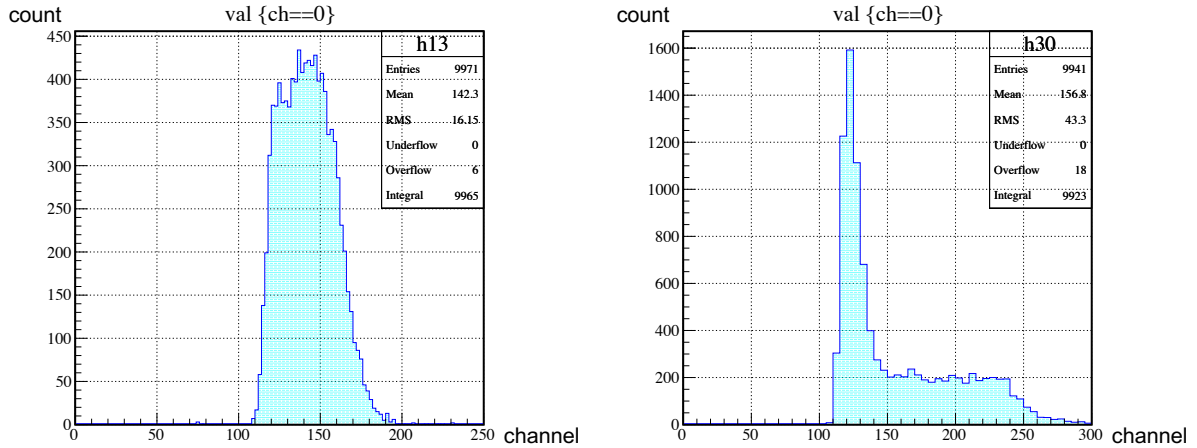 count
val {ch==0}
h13
Entries 9971
Mean 142.3
RMS 16.15
Underflow 0
Overflow 6
Integral 9965
450
400
350
300
250
200
150
100
50
0
0 50 100 150 200 250
channel
count
val {ch==0}
h30
Entries 9941
Mean 156.8
RMS 43.3
Underflow 0
Overflow 18
Integral 9923
1600
1400
1200
1000
800
600
400
200
0
0 50 100 150 200 250 300
channel